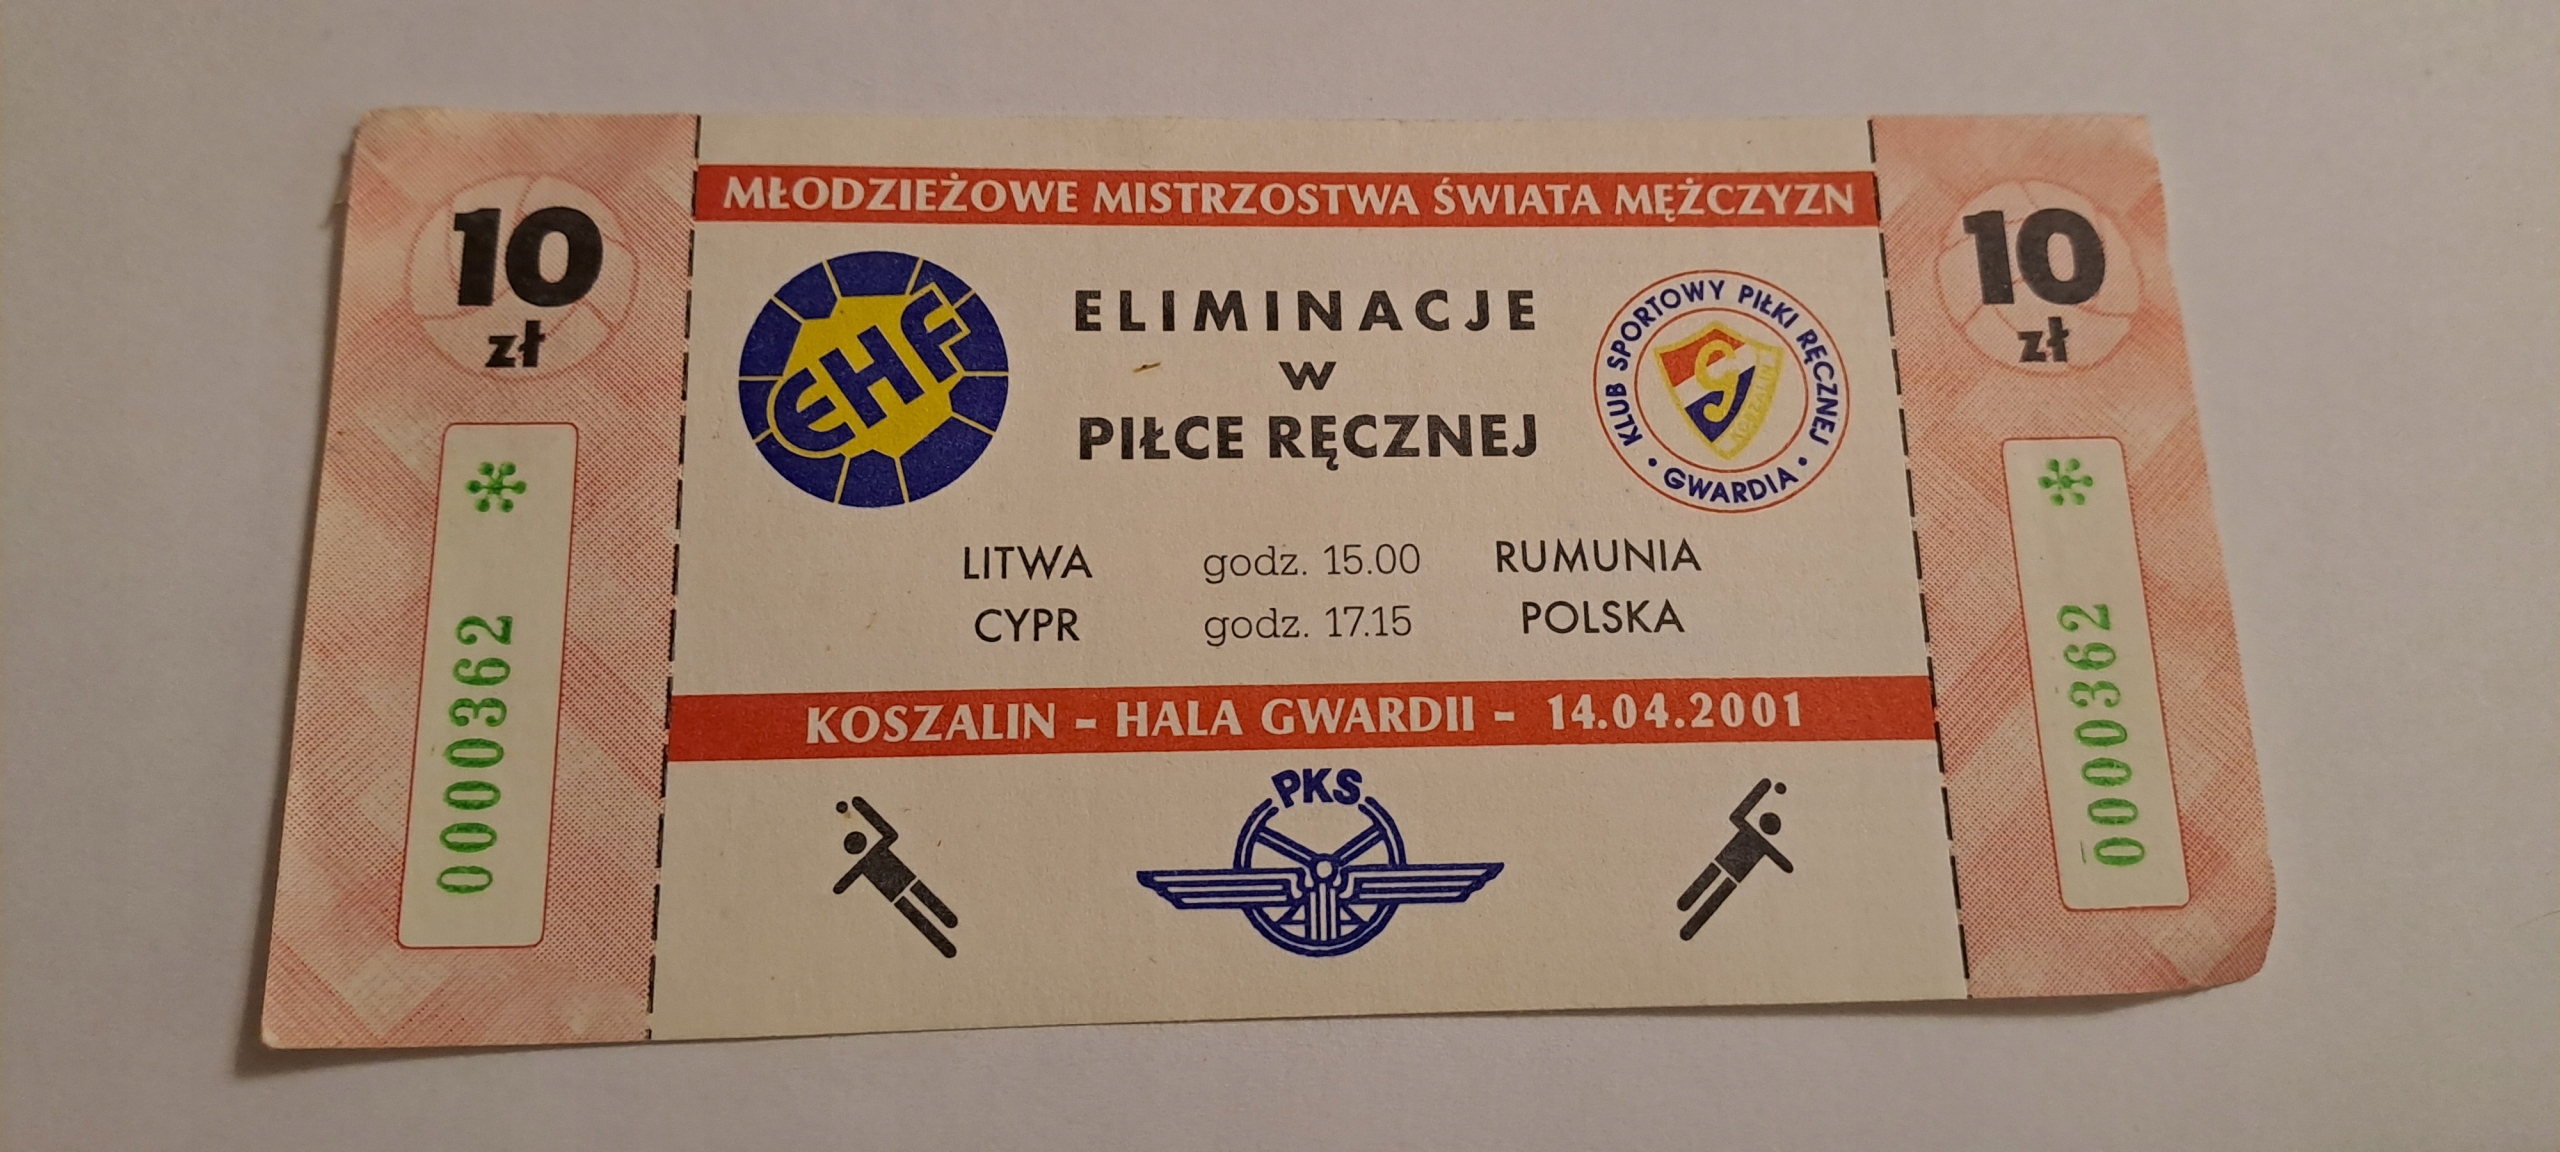 10
zł
* 0000362
MŁODZIEŻOWE MISTRZOSTWA ŚWIATA MĘŻCZYZN
EHF
ELIMINACJE
w
PIŁCE RĘCZNEJ
KLUB SPORTOWY PIŁKI RĘCZNEJ
• GWARDIA •
G
KOSZALIN
LITWA godz. 15.00 RUMUNIA
CYPR godz. 17.15 POLSKA
KOSZALIN - HALA GWARDII - 14.04.2001
PKS
10
zł
* 0000362